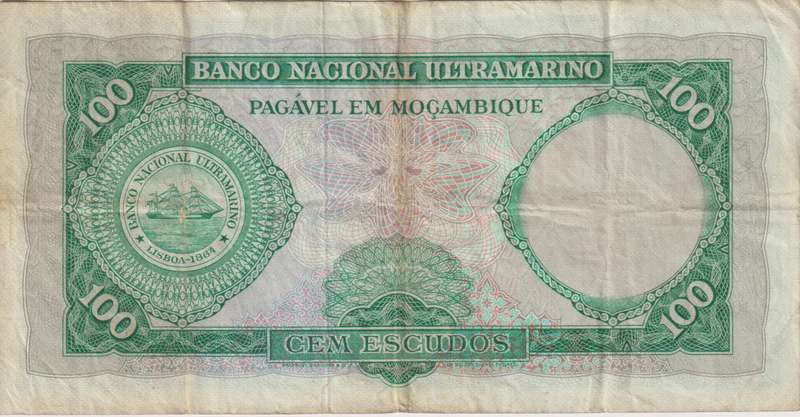 BANCO NACIONAL ULTRAMARINO
PAGÁVEL EM MOÇAMBIQUE
100
100
BANCO NACIONAL ULTRAMARINO
LISBOA-1864
100
100
CEM ESCUDOS